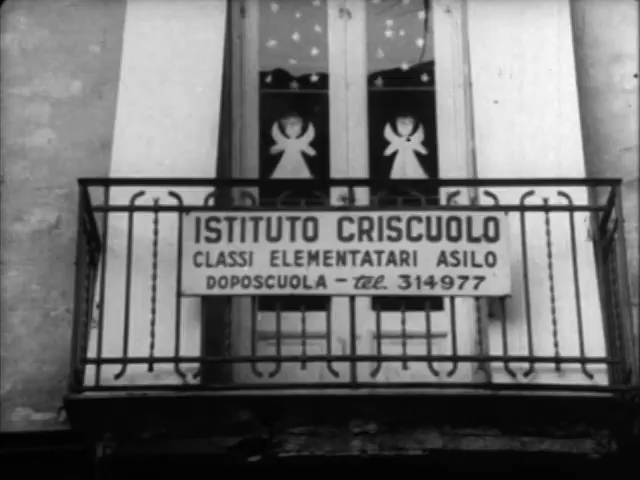 ISTITUTO CRISCUOLO
CLASSI ELEMENTATARI ASILO
DOPOSCUOLA - tel. 314977